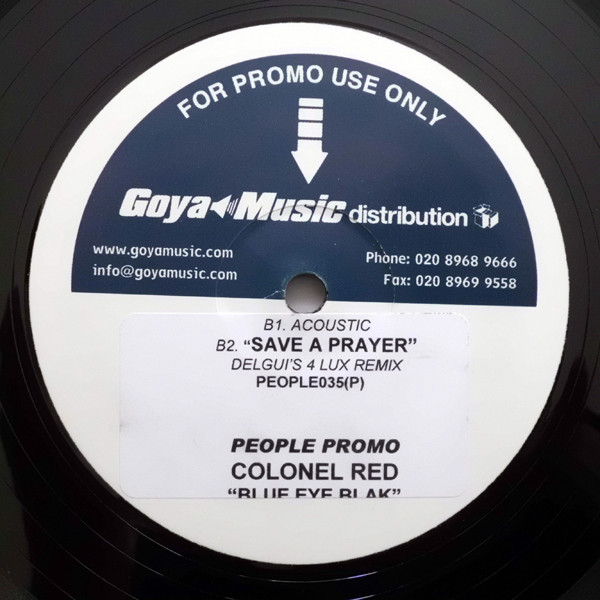 FOR PROMO USE ONLY
Goya Music distribution
www.goyamusic.com
info@goyamusic.com
Phone: 020 8968 9666
Fax: 020 8969 9558
B1. ACOUSTIC
B2. “SAVE A PRAYER”
DELGUI'S 4 LUX REMIX
PEOPLE035(P)
PEOPLE PROMO
COLONEL RED
“BLUE EYE BLAK”